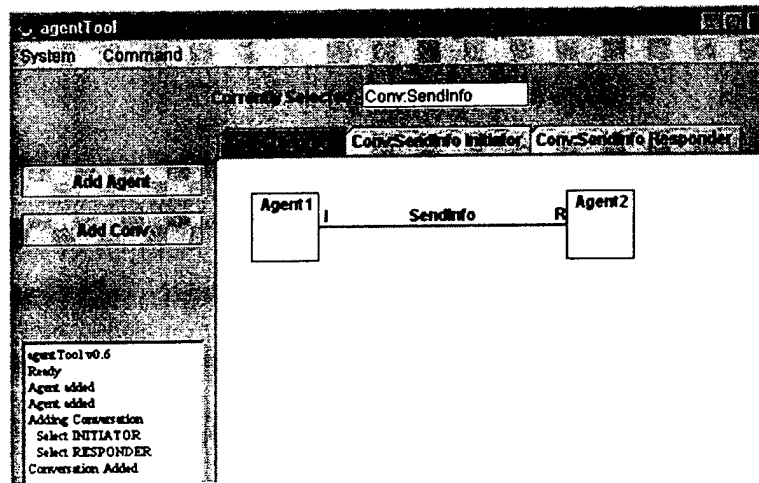 agentTool
System Command
Currently Selected Conv:SendInfo
Conv:SendInfo Initiator Conv:SendInfo Responder
Add Agent
Add Conv
Agent1 I SendInfo R Agent2
agentTool v0.6
Ready
Agent added
Agent added
Adding Conversation
Select INITIATOR
Select RESPONDER
Conversation Added